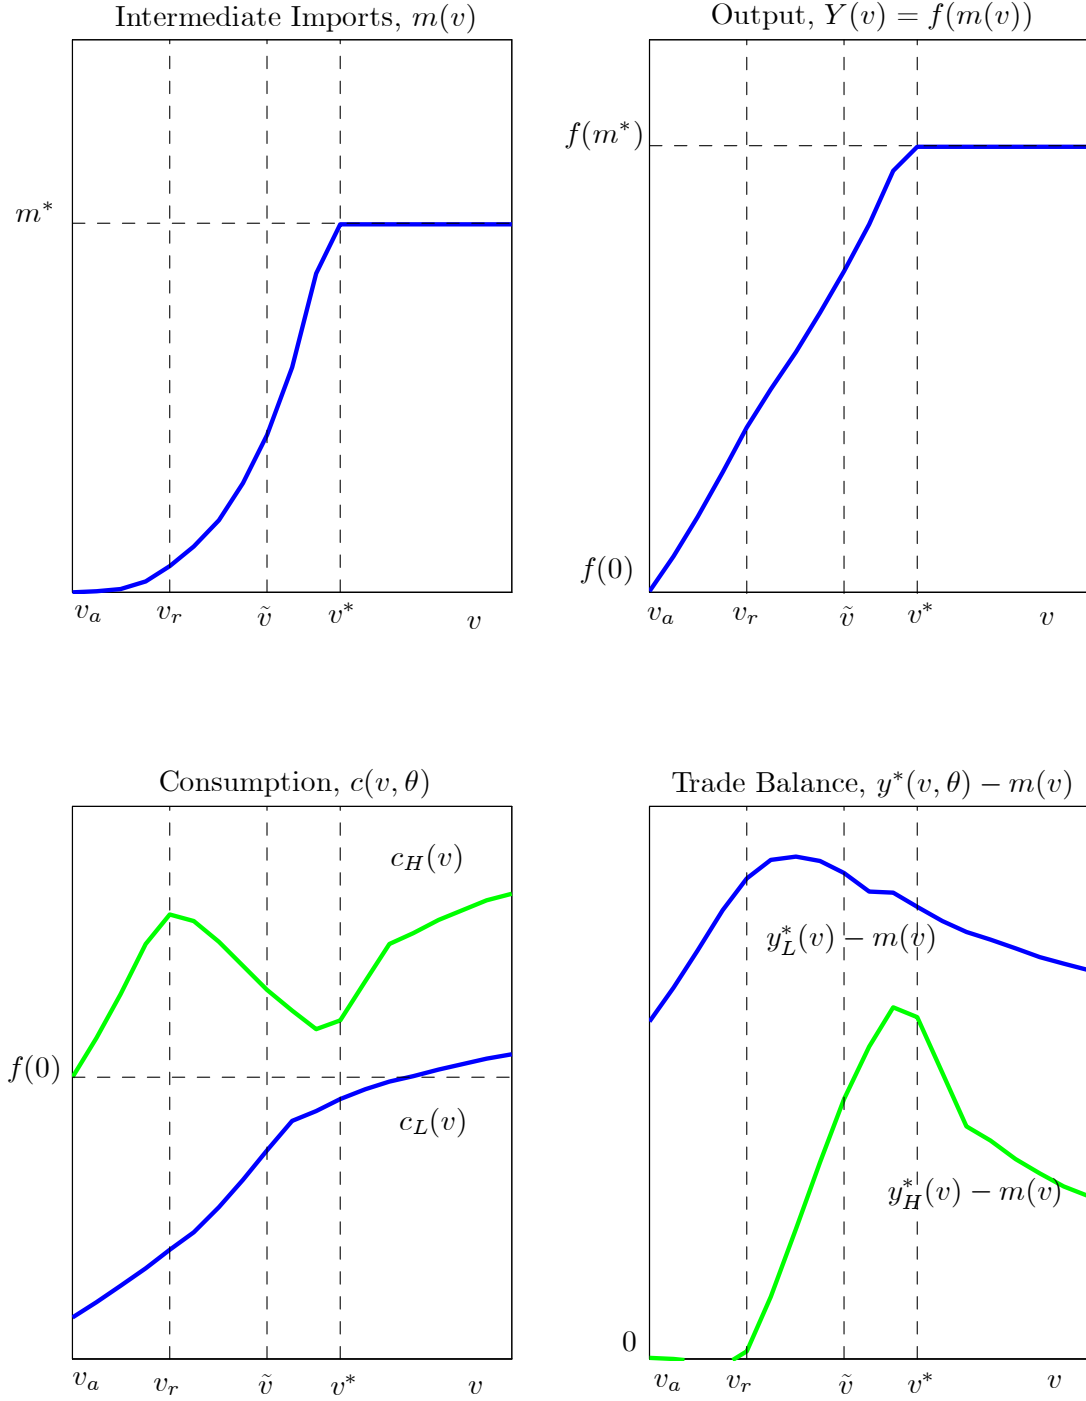 Intermediate Imports, m(v)
m*
v_a v_r ṽ v* v
Output, Y(v) = f(m(v))
f(m*)
f(0)
v_a v_r ṽ v* v
Consumption, c(v, θ)
c_H(v)
f(0)
c_L(v)
v_a v_r ṽ v* v
Trade Balance, y*(v, θ) − m(v)
y*_L(v) − m(v)
y*_H(v) − m(v)
0
v_a v_r ṽ v* v